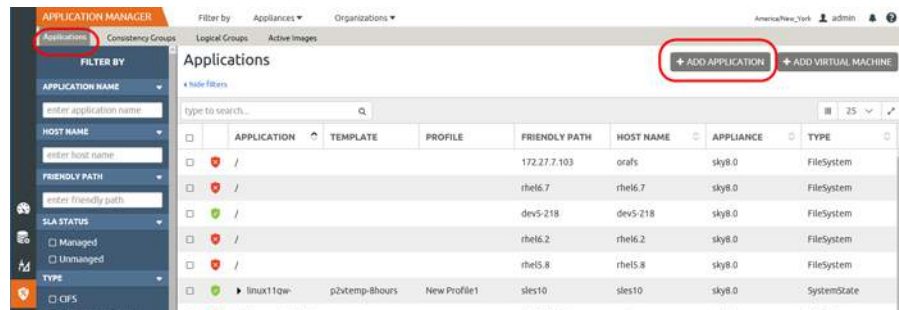 APPLICATION MANAGER Filter by Appliances Organizations America/New_York admin
Applications Consistency Groups Logical Groups Active Images
FILTER BY
Applications
+ ADD APPLICATION + ADD VIRTUAL MACHINE
hide filters
APPLICATION NAME
enter application name
type to search... 25
HOST NAME
APPLICATION TEMPLATE PROFILE FRIENDLY PATH HOST NAME APPLIANCE TYPE
enter host name
/ 172.27.7.103 orafs sky8.0 FileSystem
FRIENDLY PATH
/ rhel6.7 rhel6.7 sky8.0 FileSystem
enter friendly path
/ dev5-218 dev5-218 sky8.0 FileSystem
SLA STATUS
Managed
/ rhel6.2 rhel6.2 sky8.0 FileSystem
Unmanged
/ rhel5.8 rhel5.8 sky8.0 FileSystem
TYPE
CIFS
linux11qw- p2vtemp-8hours New Profile1 sles10 sles10 sky8.0 SystemState